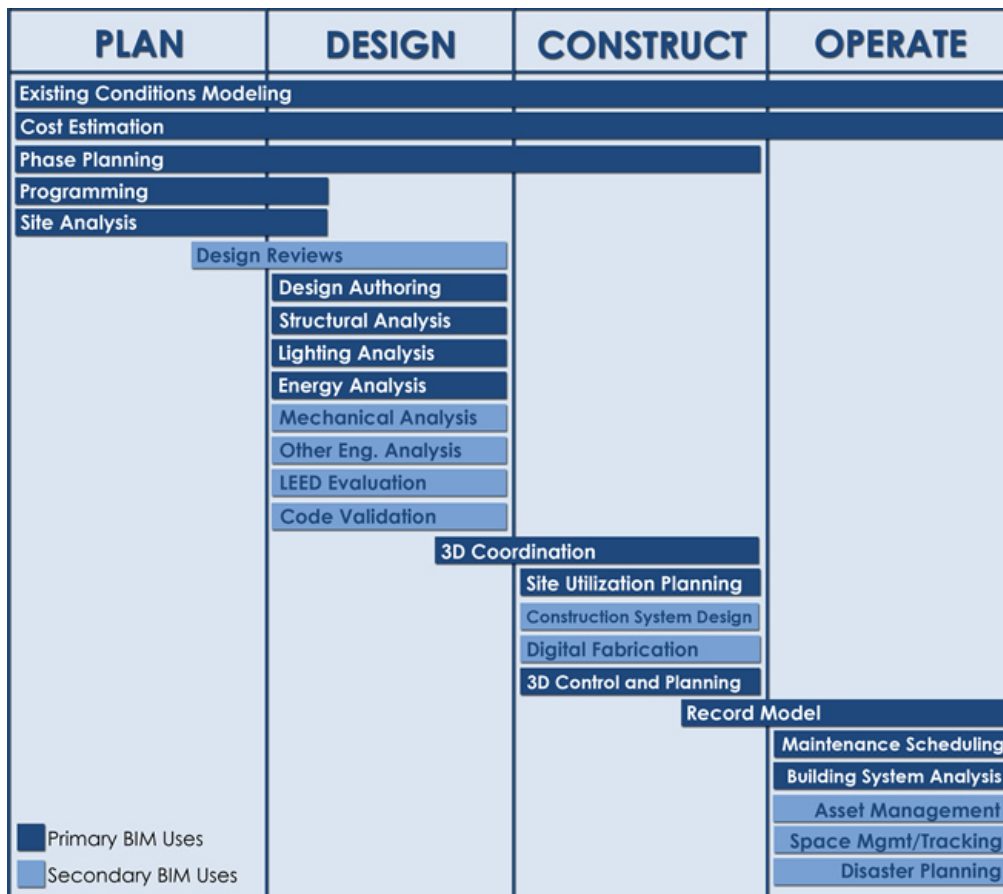 PLAN
DESIGN
CONSTRUCT
OPERATE
Existing Conditions Modeling
Cost Estimation
Phase Planning
Programming
Site Analysis
Design Reviews
Design Authoring
Structural Analysis
Lighting Analysis
Energy Analysis
Mechanical Analysis
Other Eng. Analysis
LEED Evaluation
Code Validation
3D Coordination
Site Utilization Planning
Construction System Design
Digital Fabrication
3D Control and Planning
Record Model
Maintenance Scheduling
Building System Analysis
Asset Management
Space Mgmt/Tracking
Disaster Planning
Primary BIM Uses
Secondary BIM Uses